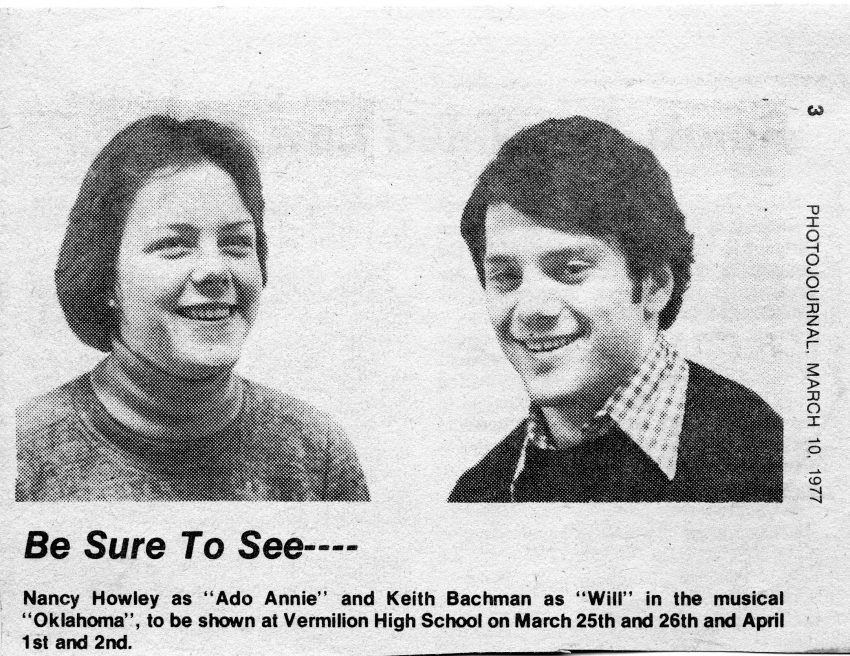 3
PHOTOJOURNAL, MARCH 10, 1977
Be Sure To See----
Nancy Howley as "Ado Annie" and Keith Bachman as "Will" in the musical
"Oklahoma", to be shown at Vermilion High School on March 25th and 26th and April
1st and 2nd.